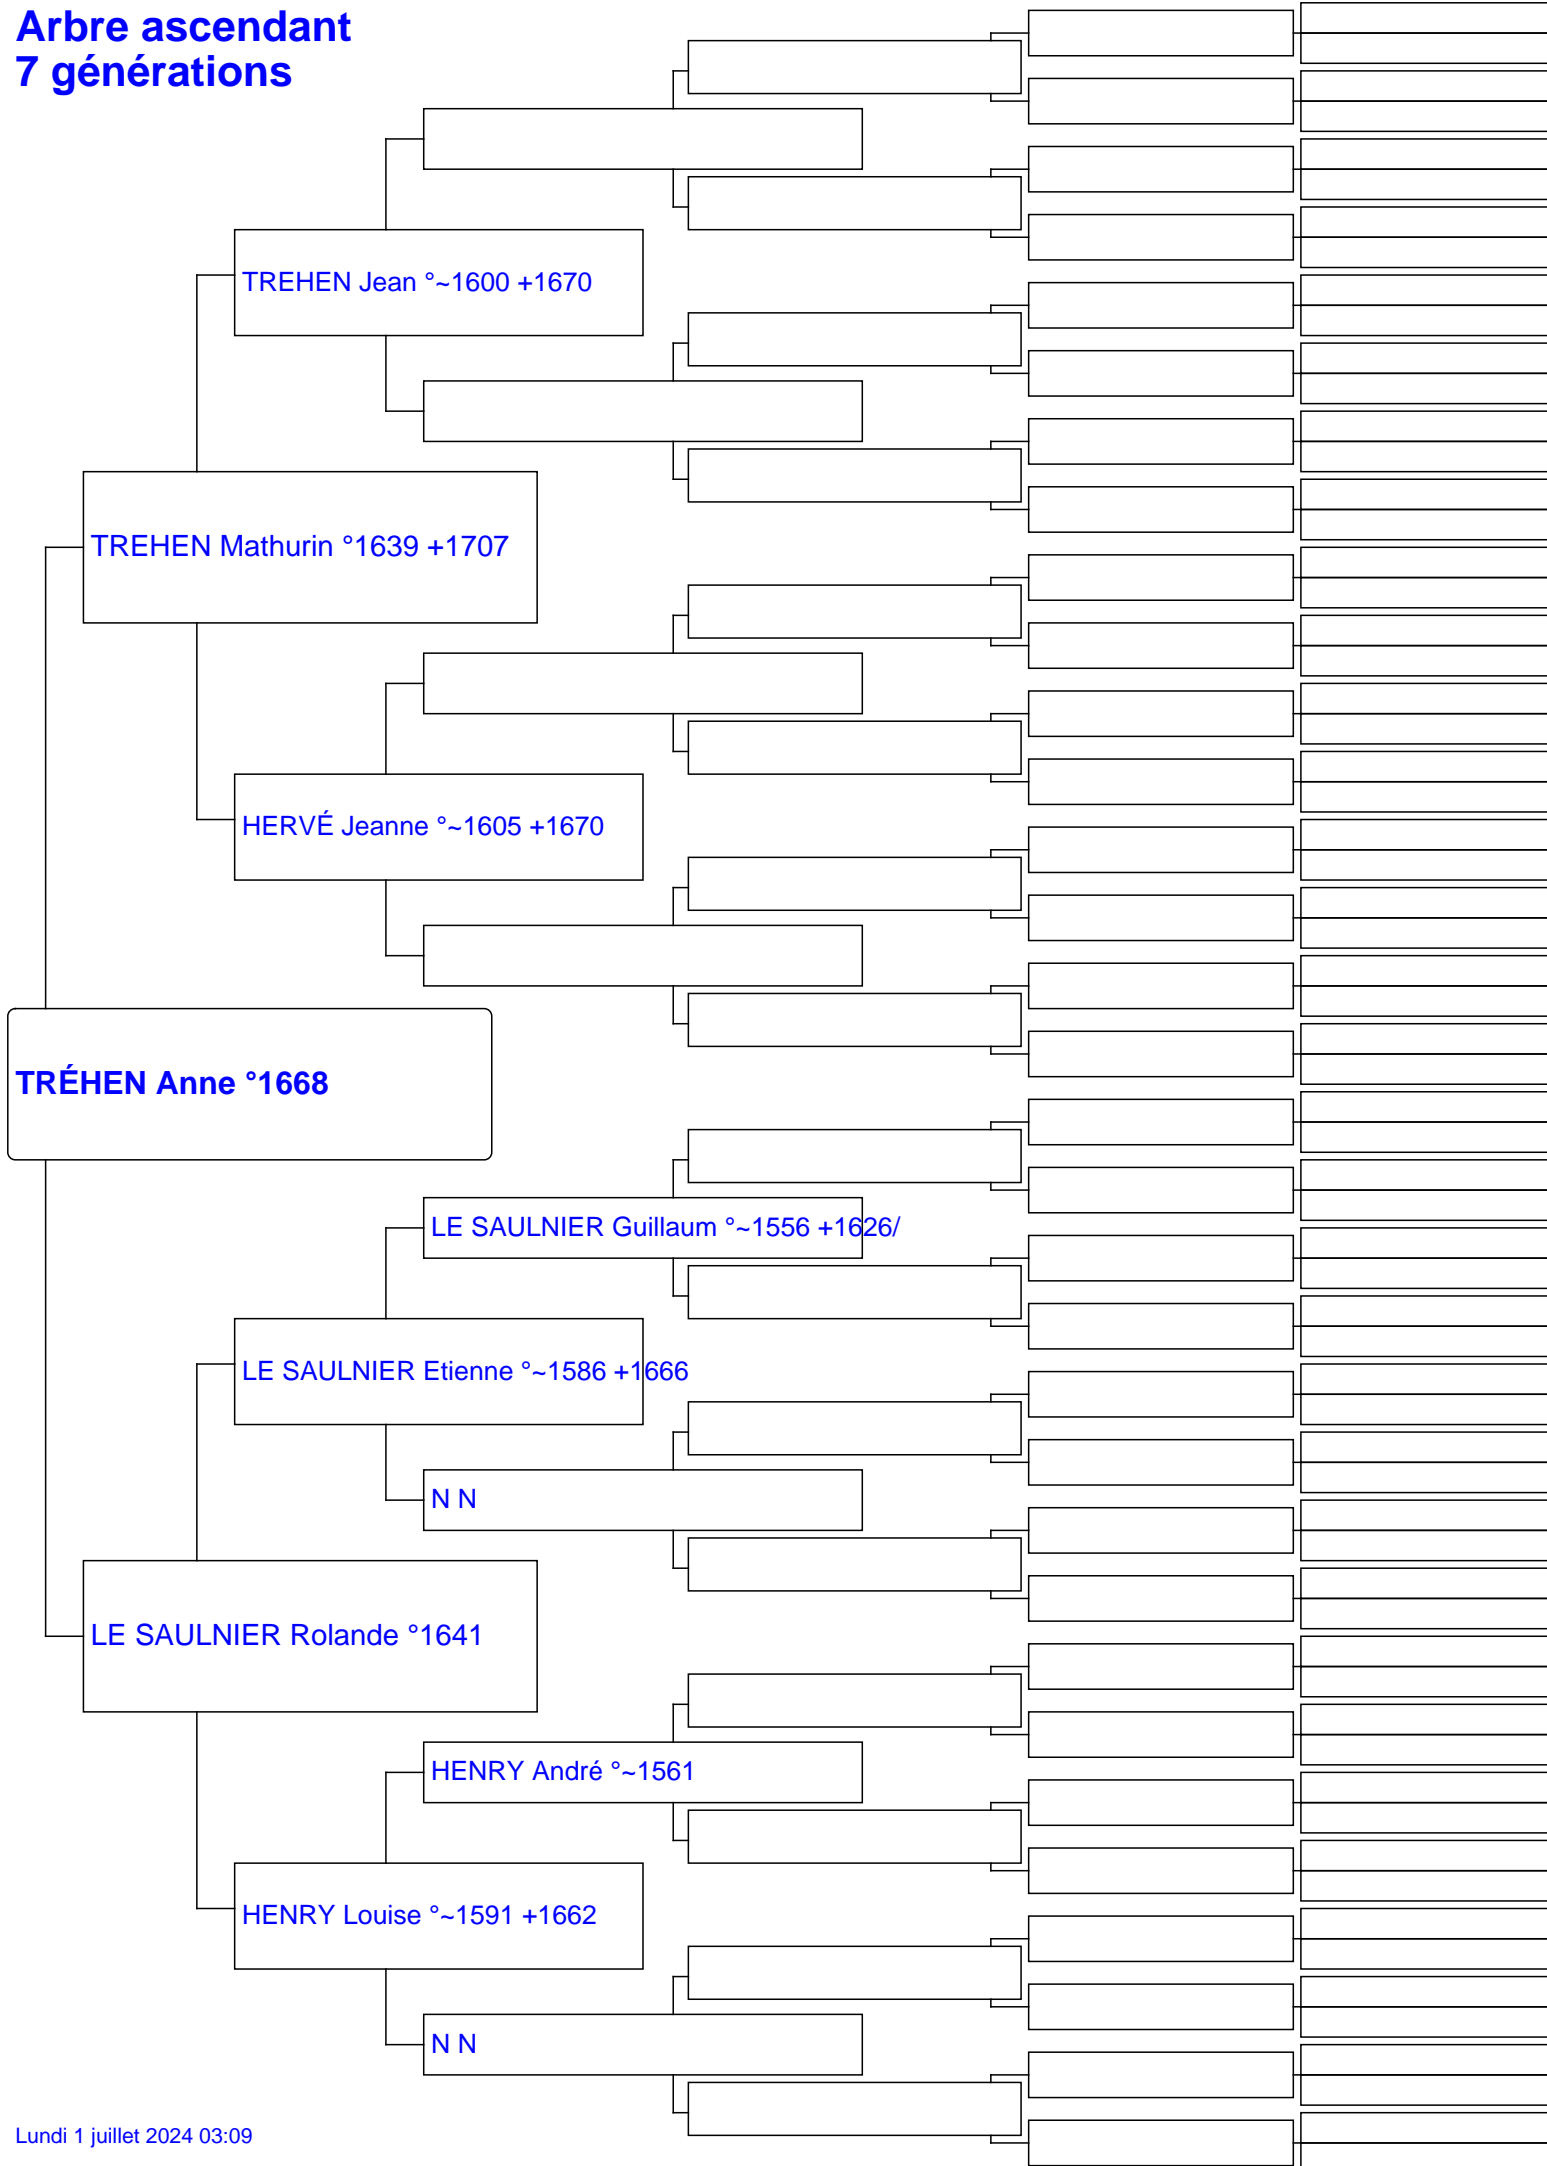 Arbre ascendant
7 générations
TREHEN Jean °~1600 +1670
TREHEN Mathurin °1639 +1707
HERVÉ Jeanne °~1605 +1670
TRÉHEN Anne °1668
LE SAULNIER Guillaum °~1556 +1626/
LE SAULNIER Etienne °~1586 +1666
N N
LE SAULNIER Rolande °1641
HENRY André °~1561
HENRY Louise °~1591 +1662
N N
Lundi 1 juillet 2024 03:09